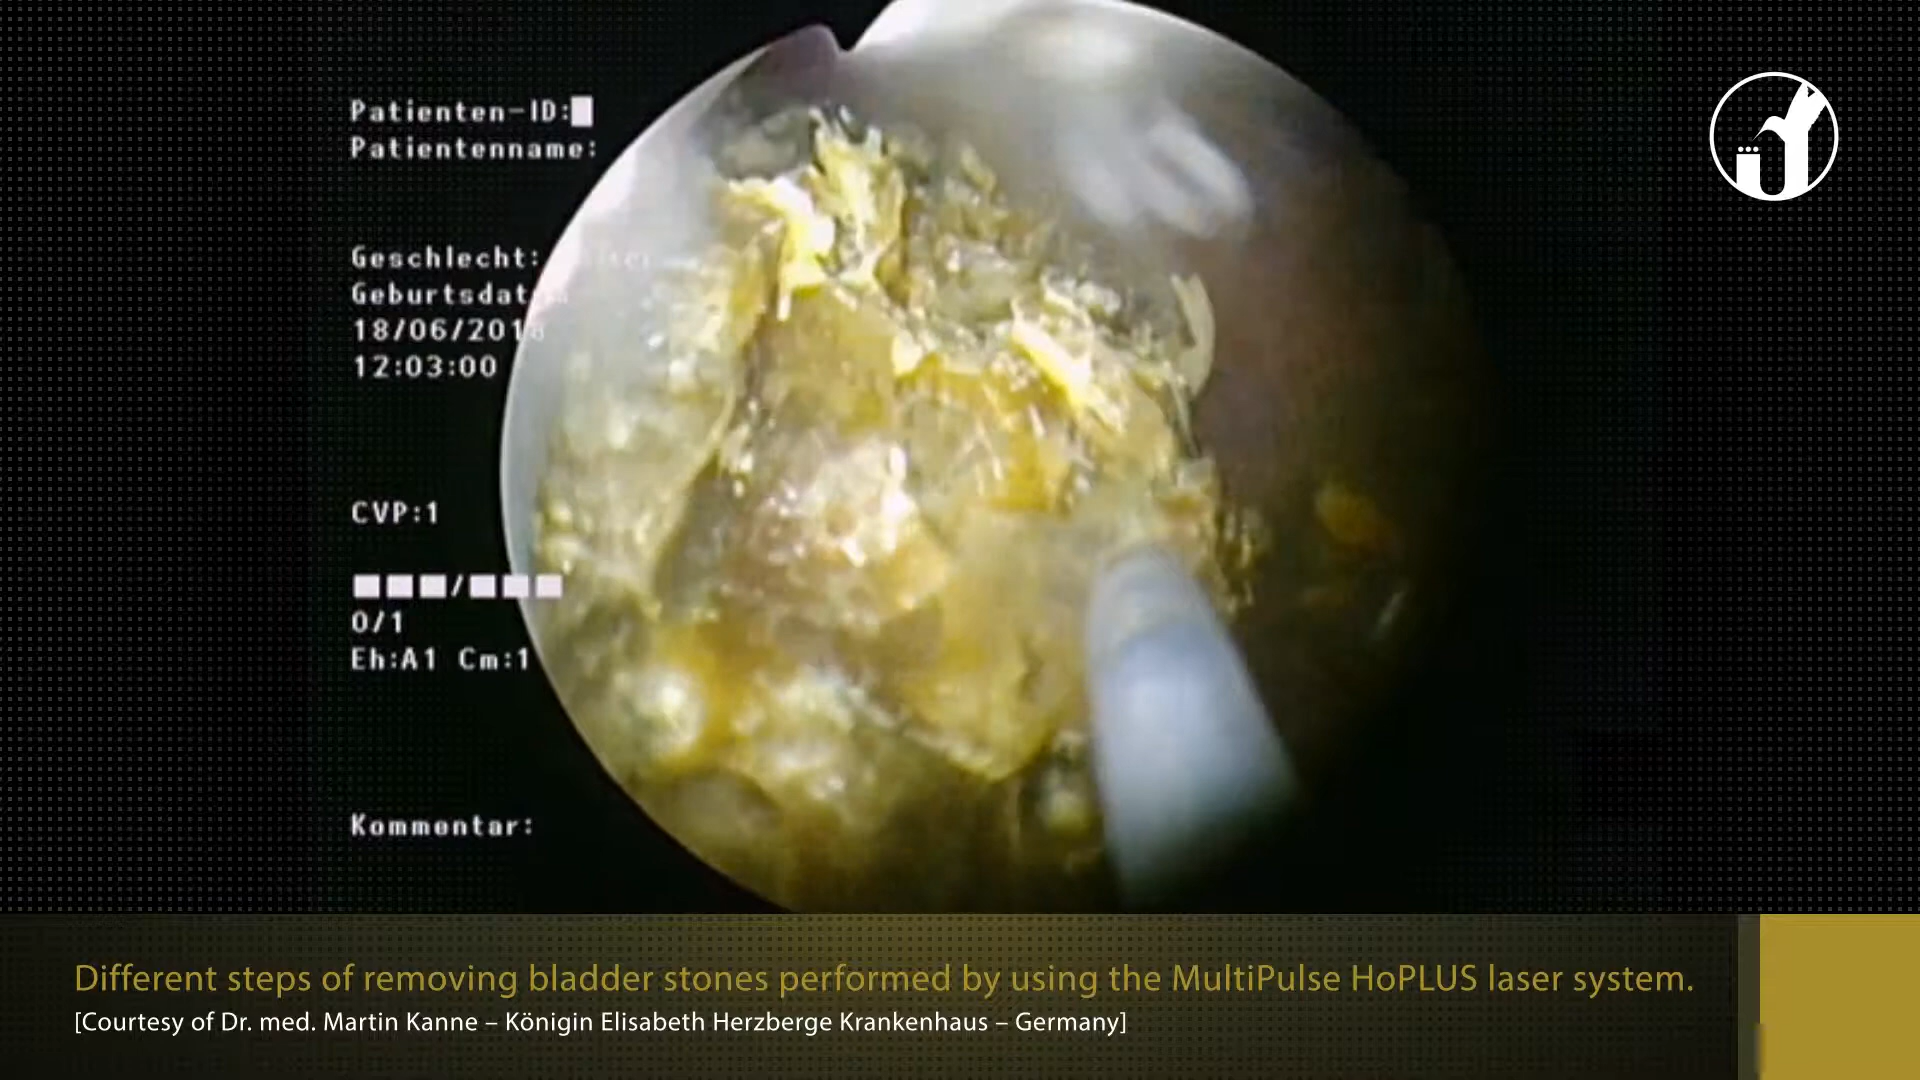 Patienten-ID:
Patientenname:
Geschlecht:
18/06/2018
12:03:00
CVP:1
/
0/1
Eh:A1 Cm:1
Kommentar:
Different steps of removing bladder stones performed by using the MultiPulse HoPLUS laser system.
[Courtesy of Dr. med. Martin Kanne – Königin Elisabeth Herzberge Krankenhaus – Germany]